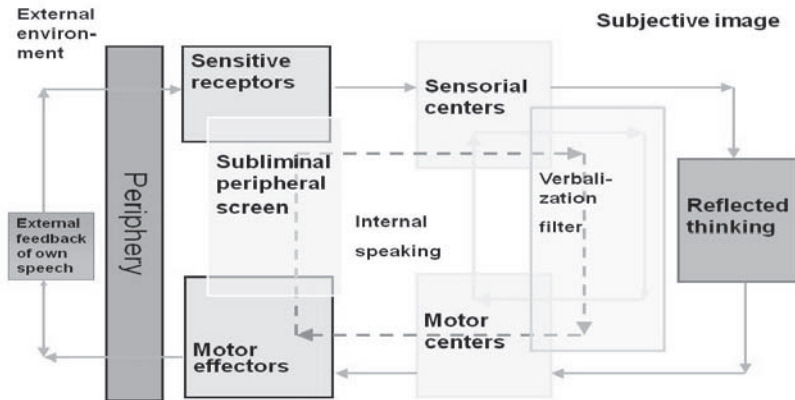 External
environ-
ment
Subjective image
Sensitive
receptors
Sensorial
centers
Periphery
Subliminal
peripheral
screen
Verbali-
zation
filter
Internal
speaking
Reflected
thinking
External
feedback
of own
speech
Motor
effectors
Motor
centers